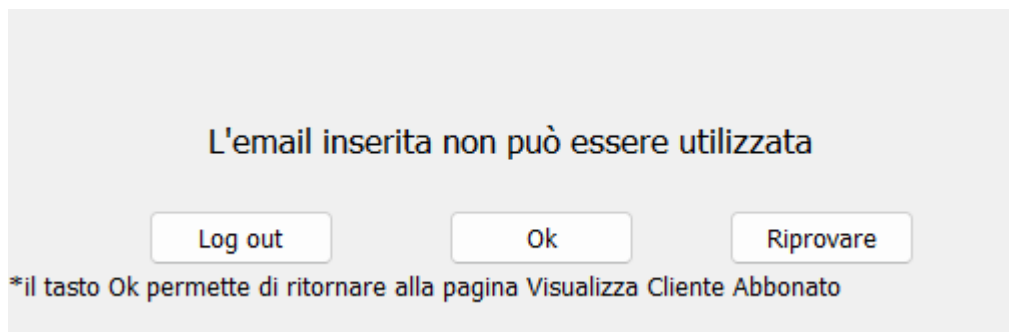 L'email inserita non può essere utilizzata
Log out Ok Riprovare
*il tasto Ok permette di ritornare alla pagina Visualizza Cliente Abbonato